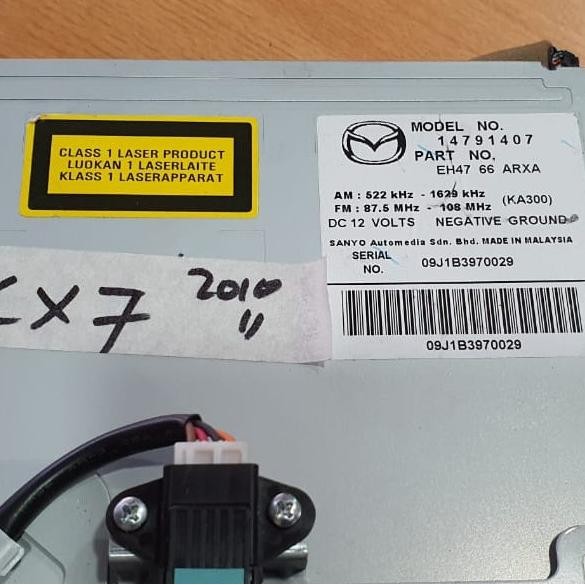 CLASS 1 LASER PRODUCT
LUOKAN 1 LASERLAITE
KLASS 1 LASERAPPARAT
MODEL NO.
14791407
PART NO.
EH47 66 ARXA
AM : 522 kHz - 1629 kHz
FM : 87.5 MHz - 108 MHz (KA300)
DC 12 VOLTS NEGATIVE GROUND
SANYO Automedia Sdn. Bhd. MADE IN MALAYSIA
SERIAL NO. 09J1B3970029
09J1B3970029
CX7 2010
"